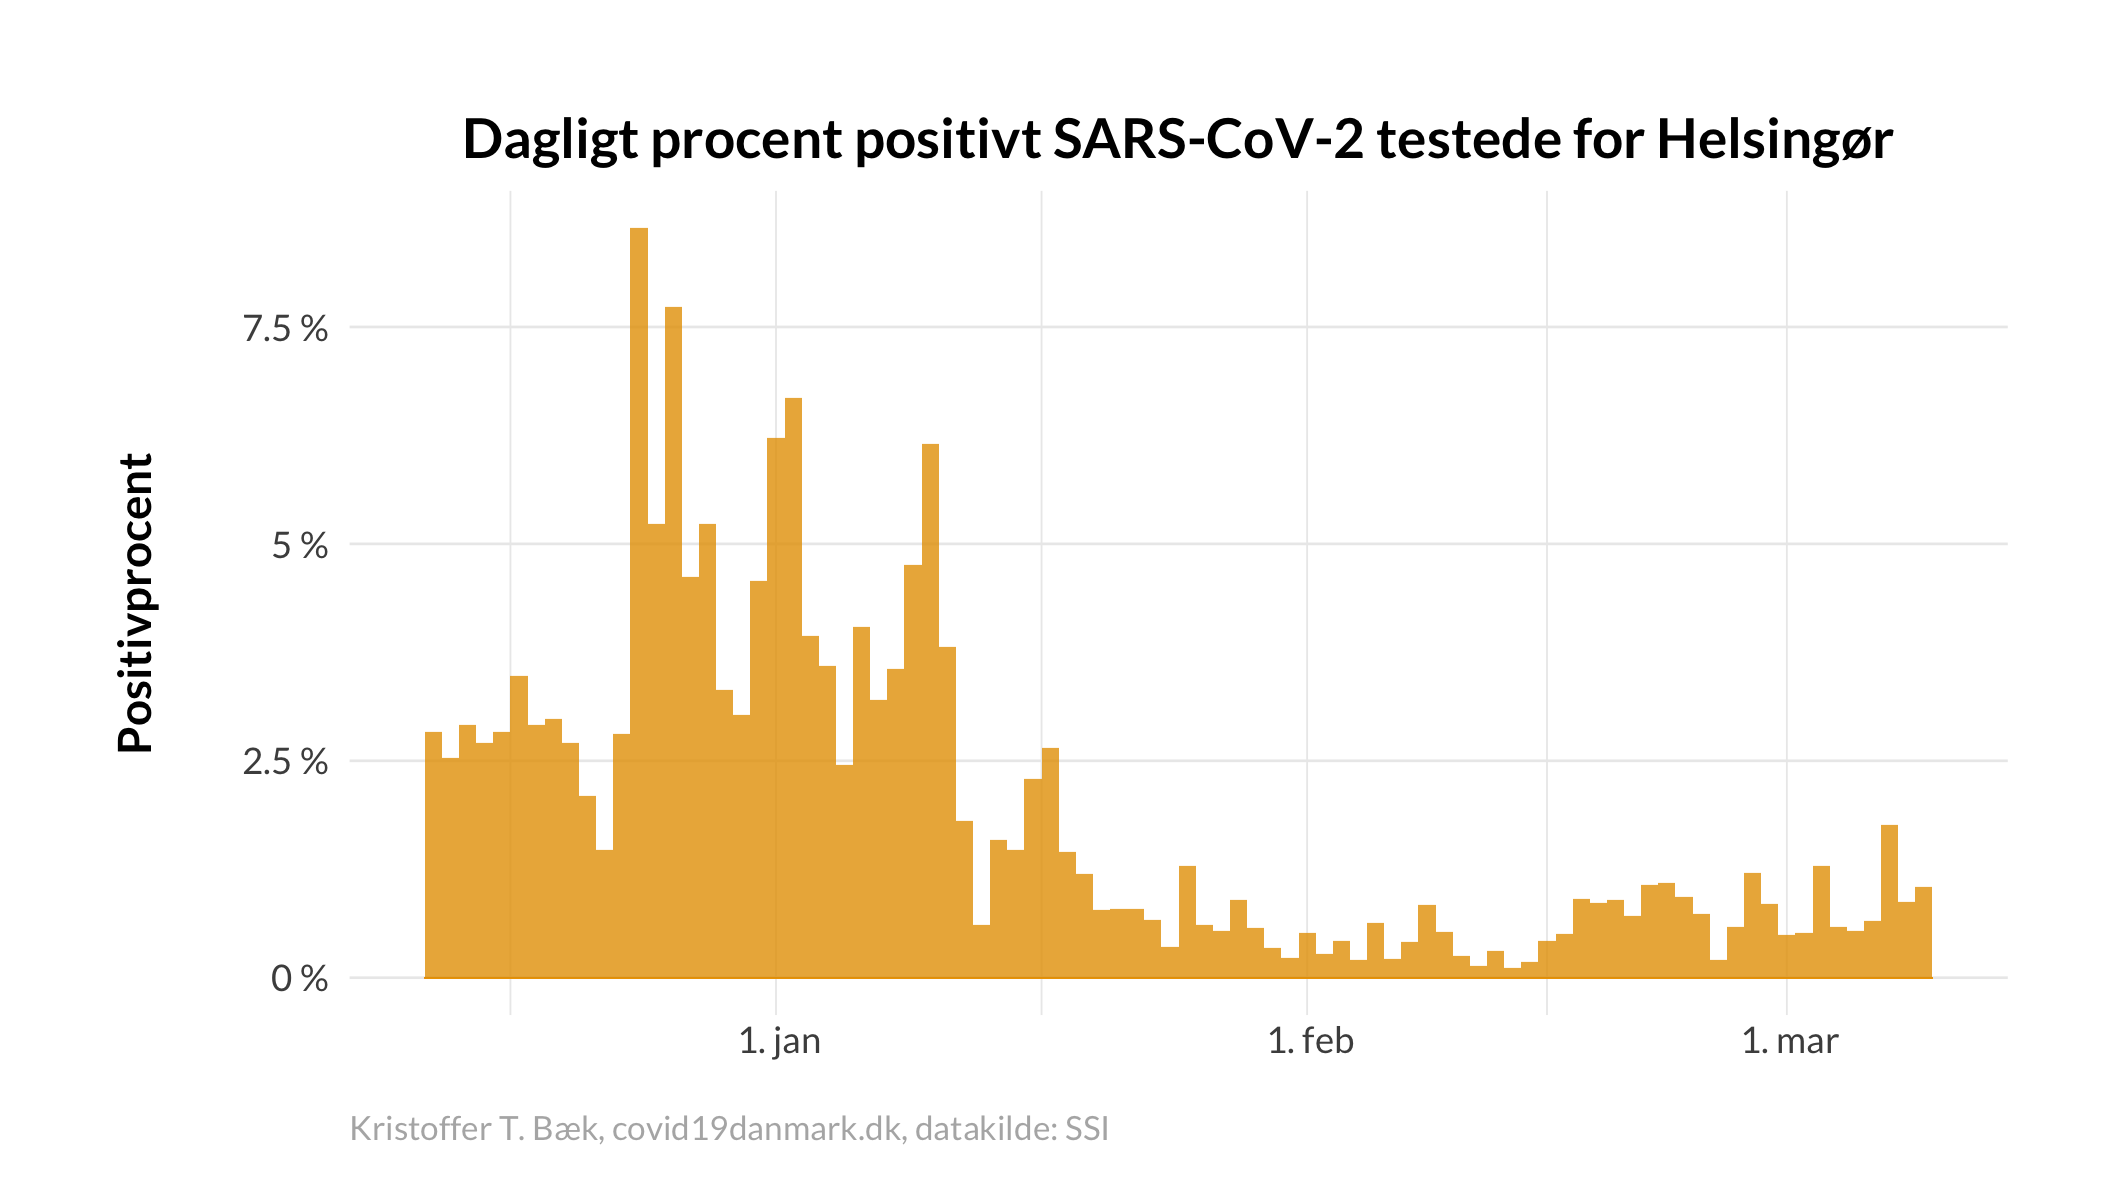 Dagligt procent positivt SARS-CoV-2 testede for Helsingør
Positivprocent
7.5 %
5 %
2.5 %
0 %
1. jan
1. feb
1. mar
Kristoffer T. Bæk, covid19danmark.dk, datakilde: SSI